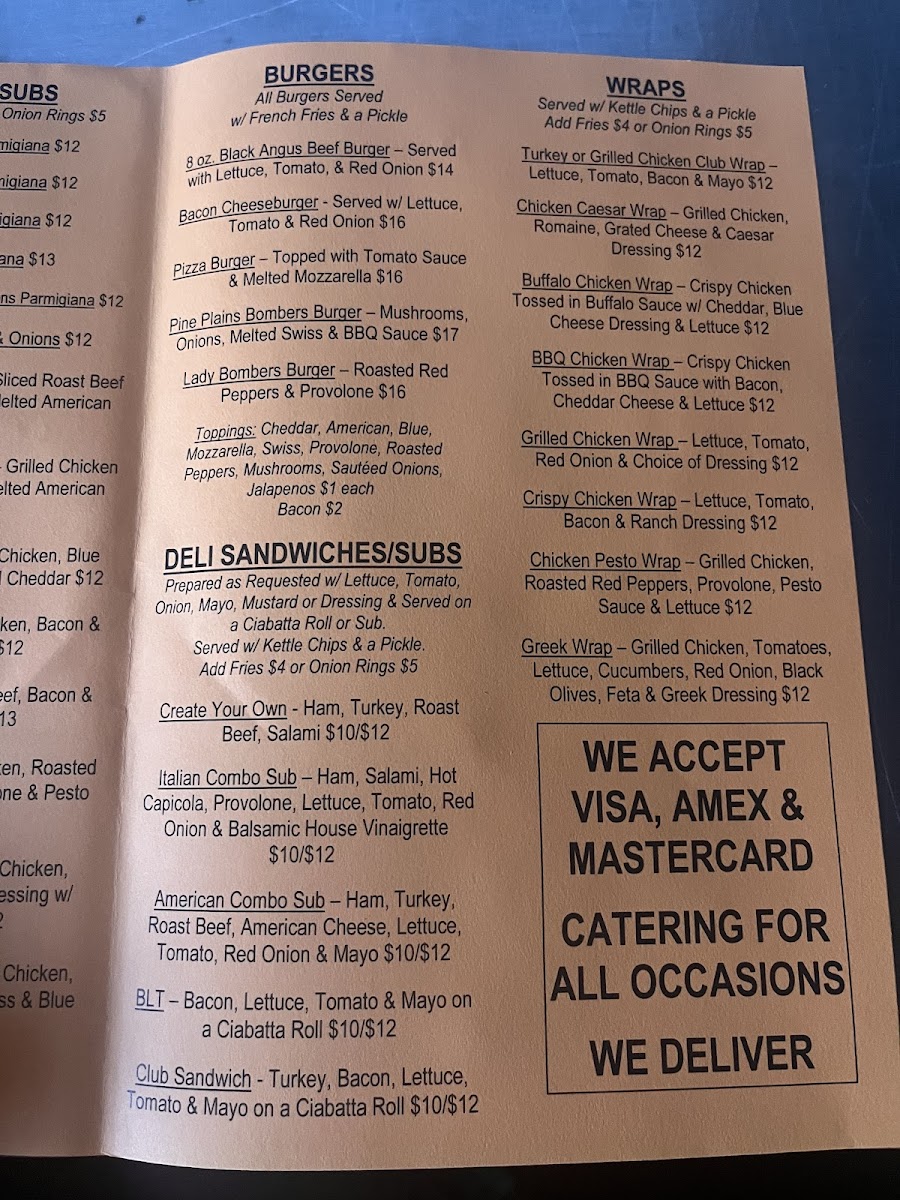 SUBS
Onion Rings $5
migiana $12
migiana $12
igiana $12
ana $13
ns Parmigiana $12
& Onions $12
Sliced Roast Beef
elted American
- Grilled Chicken
elted American
Chicken, Blue
l Cheddar $12
ken, Bacon &
$12
eef, Bacon &
13
ken, Roasted
one & Pesto
Chicken,
essing w/
2
Chicken,
ss & Blue
BURGERS
All Burgers Served
w/ French Fries & a Pickle
8 oz. Black Angus Beef Burger – Served
with Lettuce, Tomato, & Red Onion $14
Bacon Cheeseburger - Served w/ Lettuce,
Tomato & Red Onion $16
Pizza Burger – Topped with Tomato Sauce
& Melted Mozzarella $16
Pine Plains Bombers Burger – Mushrooms,
Onions, Melted Swiss & BBQ Sauce $17
Lady Bombers Burger – Roasted Red
Peppers & Provolone $16
Toppings: Cheddar, American, Blue,
Mozzarella, Swiss, Provolone, Roasted
Peppers, Mushrooms, Sautéed Onions,
Jalapenos $1 each
Bacon $2
DELI SANDWICHES/SUBS
Prepared as Requested w/ Lettuce, Tomato,
Onion, Mayo, Mustard or Dressing & Served on
a Ciabatta Roll or Sub.
Served w/ Kettle Chips & a Pickle.
Add Fries $4 or Onion Rings $5
Create Your Own - Ham, Turkey, Roast
Beef, Salami $10/$12
Italian Combo Sub – Ham, Salami, Hot
Capicola, Provolone, Lettuce, Tomato, Red
Onion & Balsamic House Vinaigrette
$10/$12
American Combo Sub – Ham, Turkey,
Roast Beef, American Cheese, Lettuce,
Tomato, Red Onion & Mayo $10/$12
BLT – Bacon, Lettuce, Tomato & Mayo on
a Ciabatta Roll $10/$12
Club Sandwich - Turkey, Bacon, Lettuce,
Tomato & Mayo on a Ciabatta Roll $10/$12
WRAPS
Served w/ Kettle Chips & a Pickle
Add Fries $4 or Onion Rings $5
Turkey or Grilled Chicken Club Wrap –
Lettuce, Tomato, Bacon & Mayo $12
Chicken Caesar Wrap – Grilled Chicken,
Romaine, Grated Cheese & Caesar
Dressing $12
Buffalo Chicken Wrap – Crispy Chicken
Tossed in Buffalo Sauce w/ Cheddar, Blue
Cheese Dressing & Lettuce $12
BBQ Chicken Wrap – Crispy Chicken
Tossed in BBQ Sauce with Bacon,
Cheddar Cheese & Lettuce $12
Grilled Chicken Wrap – Lettuce, Tomato,
Red Onion & Choice of Dressing $12
Crispy Chicken Wrap – Lettuce, Tomato,
Bacon & Ranch Dressing $12
Chicken Pesto Wrap – Grilled Chicken,
Roasted Red Peppers, Provolone, Pesto
Sauce & Lettuce $12
Greek Wrap – Grilled Chicken, Tomatoes,
Lettuce, Cucumbers, Red Onion, Black
Olives, Feta & Greek Dressing $12
WE ACCEPT
VISA, AMEX &
MASTERCARD
CATERING FOR
ALL OCCASIONS
WE DELIVER